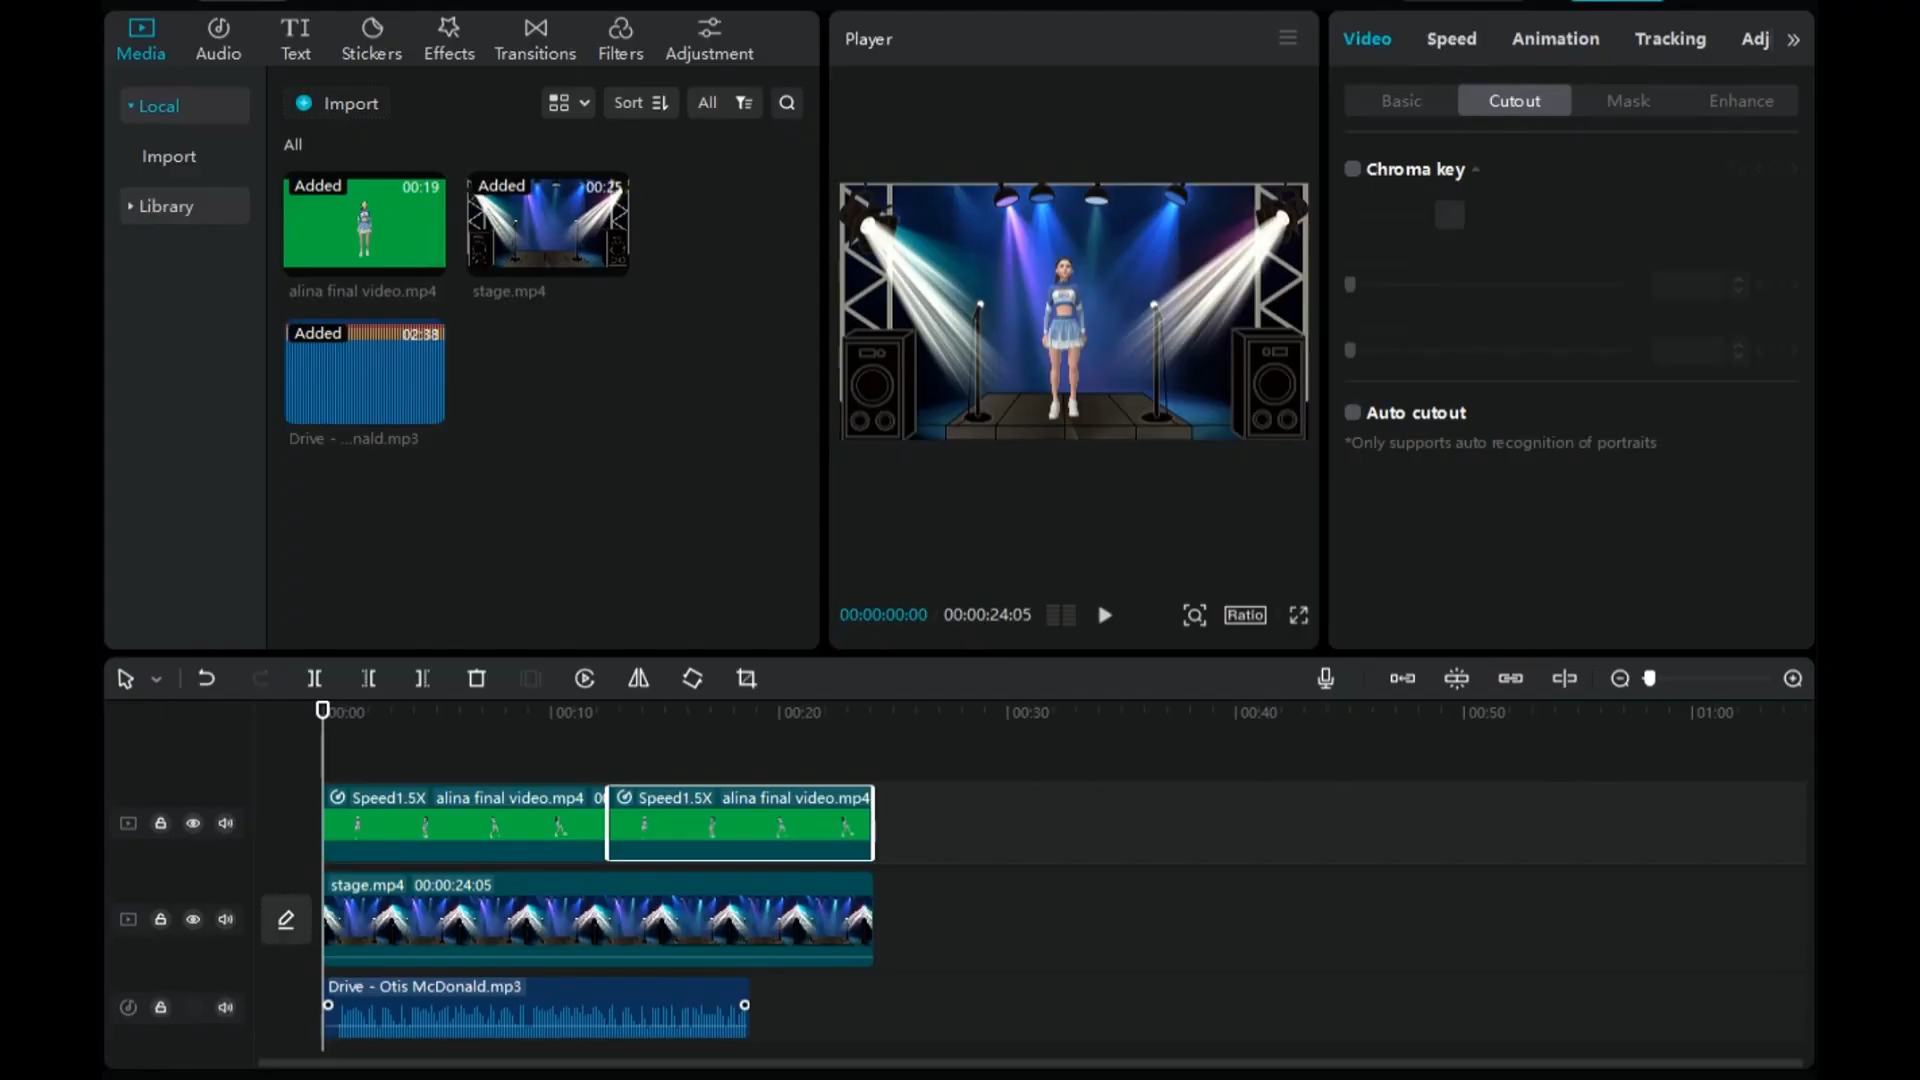 Media Audio Text Stickers Effects Transitions Filters Adjustment
Local
Import
Library
Import
Sort
All
All
Added 00:19
alina final video.mp4
Added 00:25
stage.mp4
Added 02:38
Drive - ...nald.mp3
Player
00:00:00:00 00:00:24:05
Ratio
Video Speed Animation Tracking Adj
Basic Cutout Mask Enhance
Chroma key
Auto cutout
*Only supports auto recognition of portraits
00:00 00:10 00:20 00:30 00:40 00:50 01:00
Speed1.5X alina final video.mp4
Speed1.5X alina final video.mp4
stage.mp4 00:00:24:05
Drive - Otis McDonald.mp3